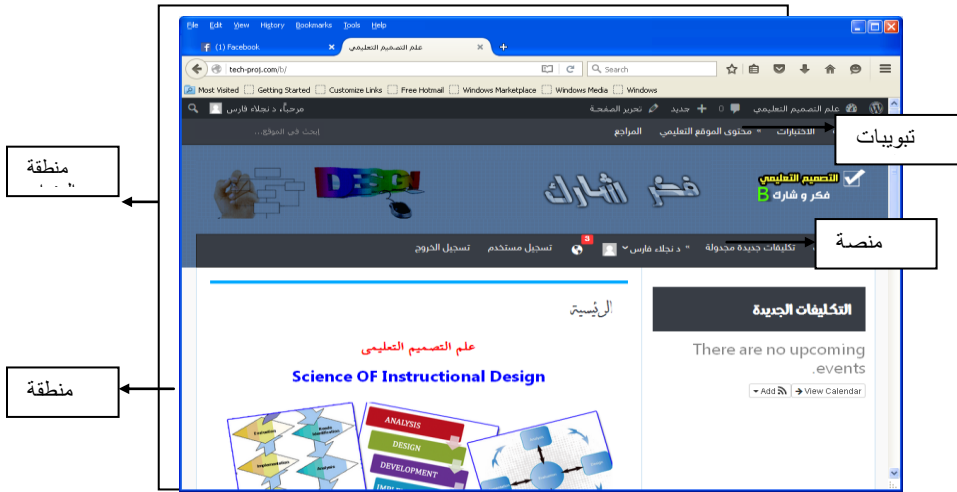 File Edit View History Bookmarks Tools Help
(1) Facebook
علم التصميم التعليمي
tech-proj.com/b/
Search
Most Visited Getting Started Customize Links Free Hotmail Windows Marketplace Windows Media Windows
علم التصميم التعليمي 0 جديد تحرير الصفحة
مرحباً، د نجلاء فارس
الاختبارات محتوى الموقع التعليمي المراجع
إبحث في الموقع...
تبويبات
منطقة
DESIGN
فكر شارك
التصميم التعليمي
فكر و شارك B
منصة
تكليفات جديدة مجدولة د نجلاء فارس 3 تسجيل مستخدم تسجيل الخروج
التكليفات الجديدة
There are no upcoming
events.
Add View Calendar
الرئيسية
علم التصميم التعليمى
Science OF Instructional Design
منطقة
ANALYSIS
DESIGN
DEVELOPMENT